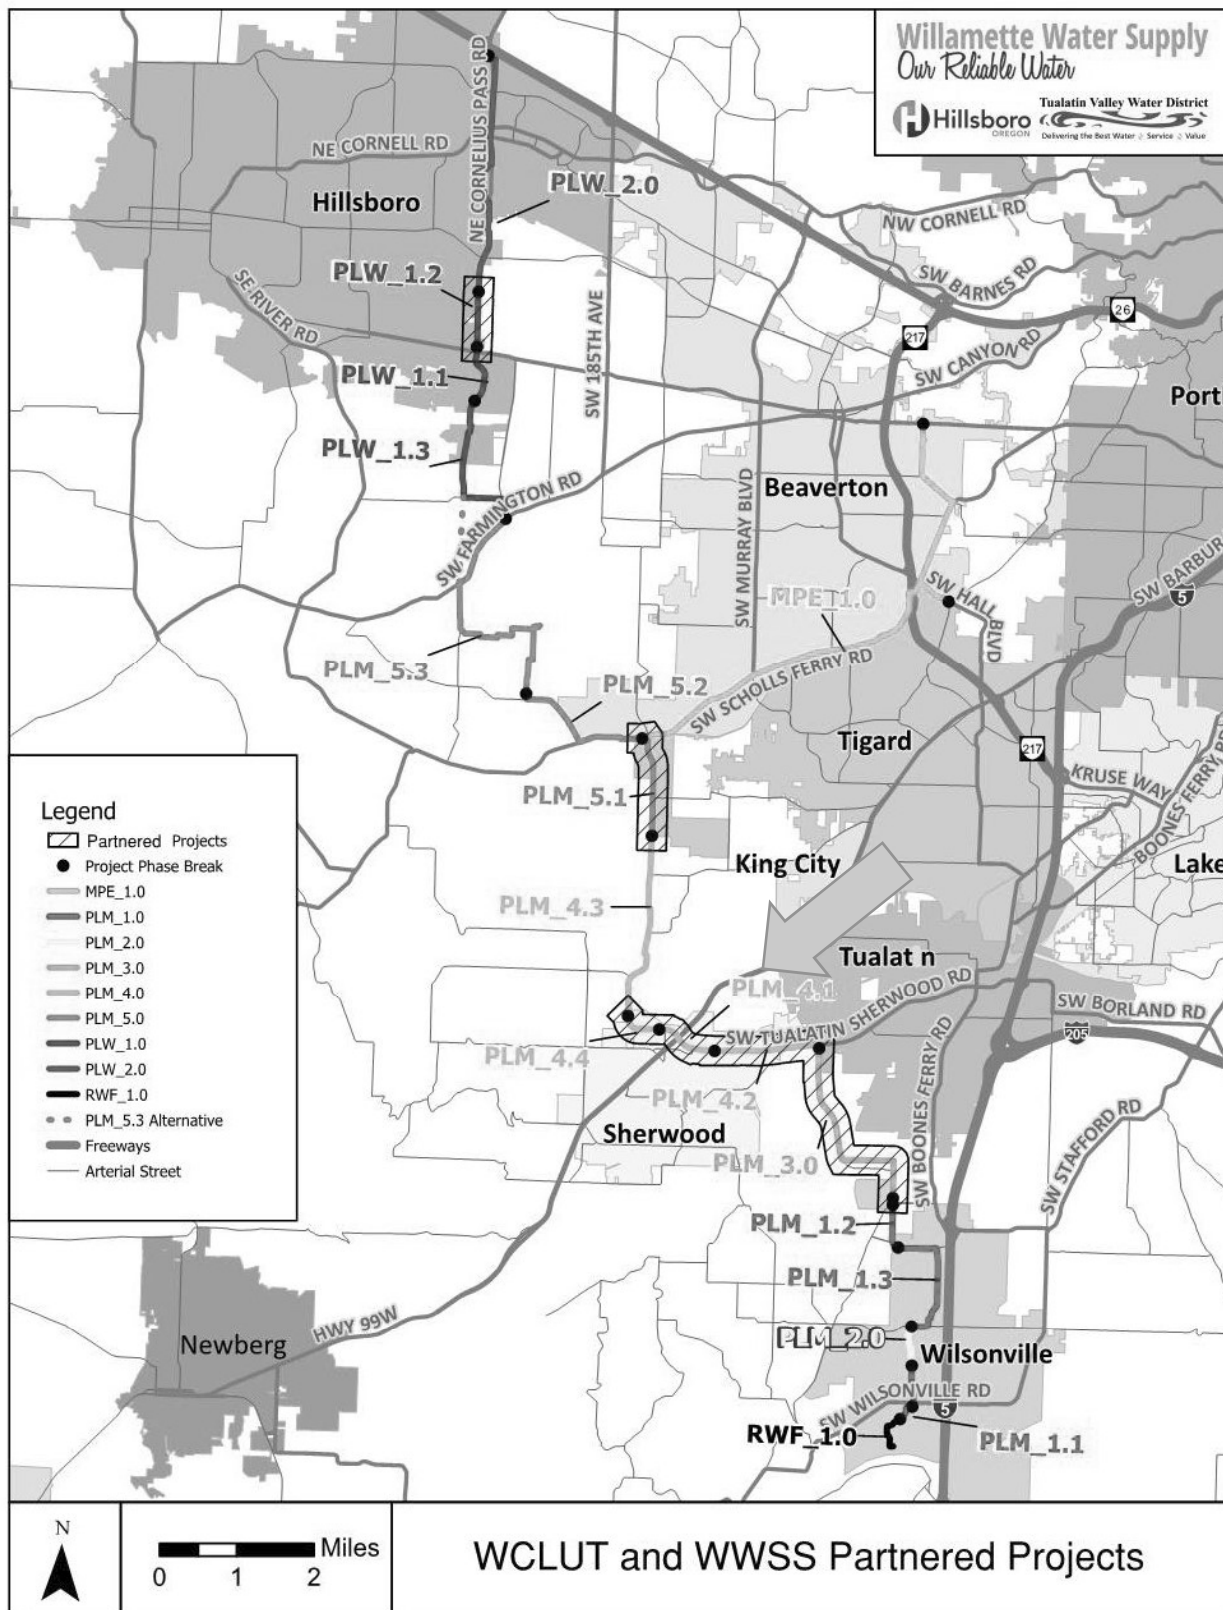 Willamette Water Supply
Our Reliable Water
Hillsboro
OREGON
Tualatin Valley Water District
Delivering the Best Water Service Value
NE CORNELIUS PASS RD
NE CORNELL RD
PLW_2.0
Hillsboro
NW CORNELL RD
PLW_1.2
SW BARNES RD
SE RIVER RD
26
217
SW 185TH AVE
SW CANYON RD
PLW_1.1
Port
PLW_1.3
Beaverton
SW FARMINGTON RD
SW MURRAY BLVD
SW BARBUR
5
SW HALL BLVD
MPE_1.0
PLM_5.3
PLM_5.2
SW SCHOLLS FERRY RD
Tigard
217
KRUSE WAY
BOONES FERRY RD
PLM_5.1
King City
Lake
PLM_4.3
Tualat n
PLM_4.1
SW TUALATIN SHERWOOD RD
SW BORLAND RD
205
PLM_4.4
PLM_4.2
SW BOONES FERRY RD
Sherwood
PLM_3.0
SW STAFFORD RD
PLM_1.2
PLM_1.3
HWY 99W
Newberg
PLM_2.0
Wilsonville
SW WILSONVILLE RD
5
RWF_1.0
PLM_1.1
Legend
Partnered Projects
Project Phase Break
MPE_1.0
PLM_1.0
PLM_2.0
PLM_3.0
PLM_4.0
PLM_5.0
PLW_1.0
PLW_2.0
RWF_1.0
PLM_5.3 Alternative
Freeways
Arterial Street
N
Miles
0 1 2
WCLUT and WWSS Partnered Projects